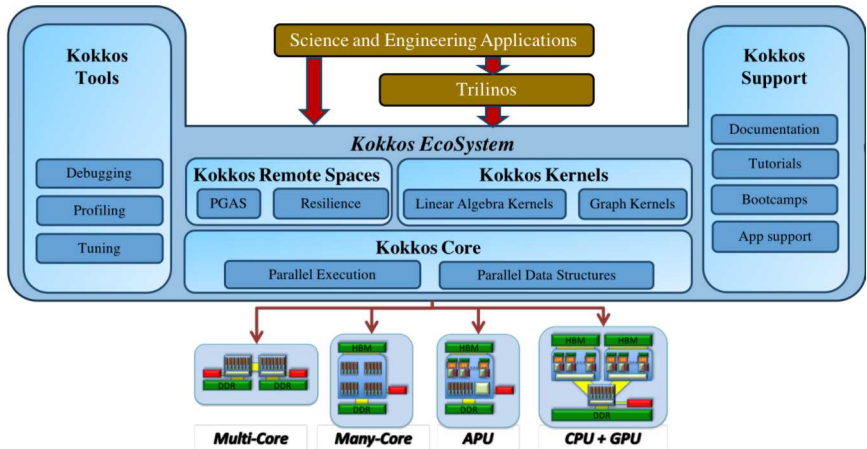 Science and Engineering Applications
Trilinos
Kokkos
Tools
Debugging
Profiling
Tuning
Kokkos EcoSystem
Kokkos Remote Spaces
PGAS
Resilience
Kokkos Kernels
Linear Algebra Kernels
Graph Kernels
Kokkos Core
Parallel Execution
Parallel Data Structures
Kokkos
Support
Documentation
Tutorials
Bootcamps
App support
DDR
DDR
Multi-Core
HBM
DDR
Many-Core
HBM
DDR
APU
HBM
HBM
DDR
CPU + GPU